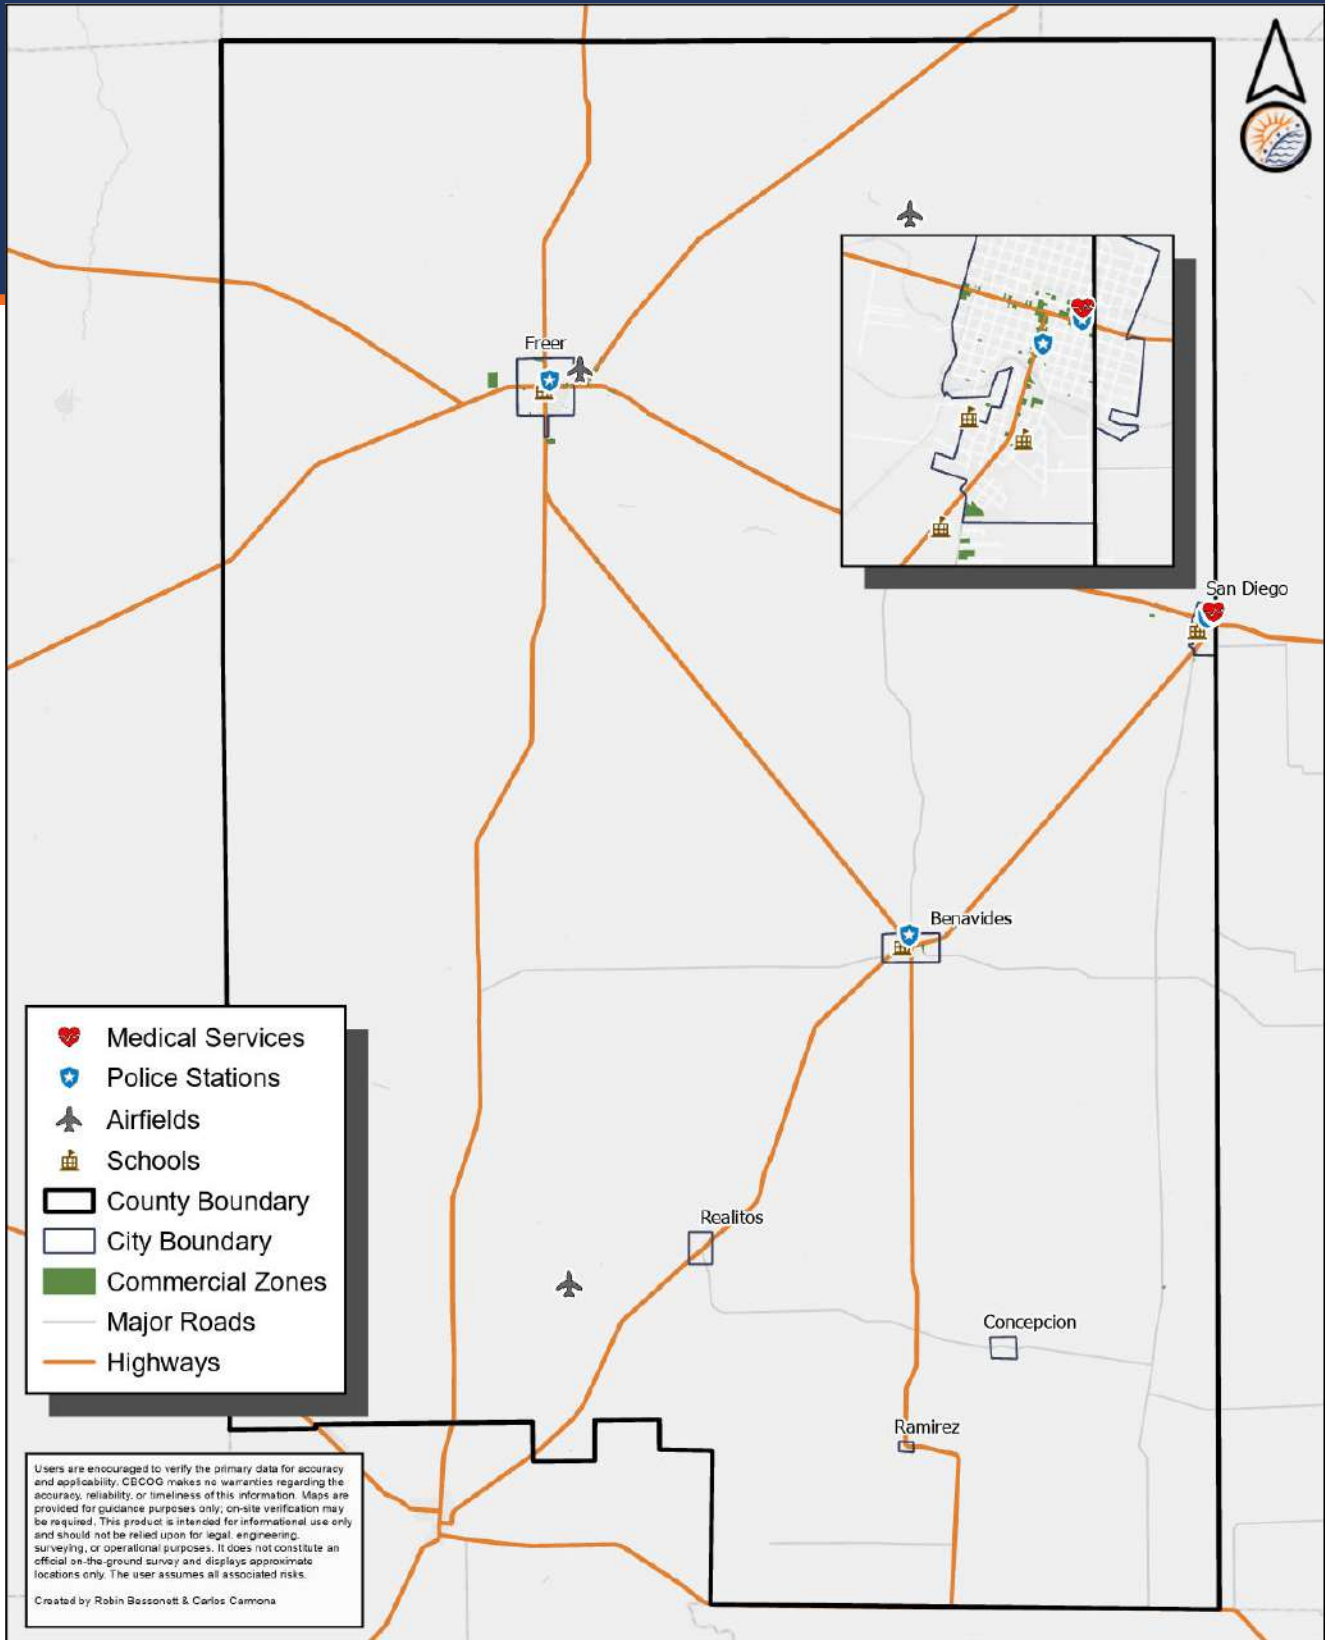 Freer
San Diego
Benavides
Realitos
Concepcion
Ramirez
Medical Services
Police Stations
Airfields
Schools
County Boundary
City Boundary
Commercial Zones
Major Roads
Highways
Users are encouraged to verify the primary data for accuracy
and applicability. CBCOG makes no warranties regarding the
accuracy, reliability, or timeliness of this information. Maps are
provided for guidance purposes only; on-site verification may
be required. This product is intended for informational use only
and should not be relied upon for legal, engineering,
surveying, or operational purposes. It does not constitute an
official on-the-ground survey and displays approximate
locations only. The user assumes all associated risks.
Created by Robin Bessonett & Carlos Carmona